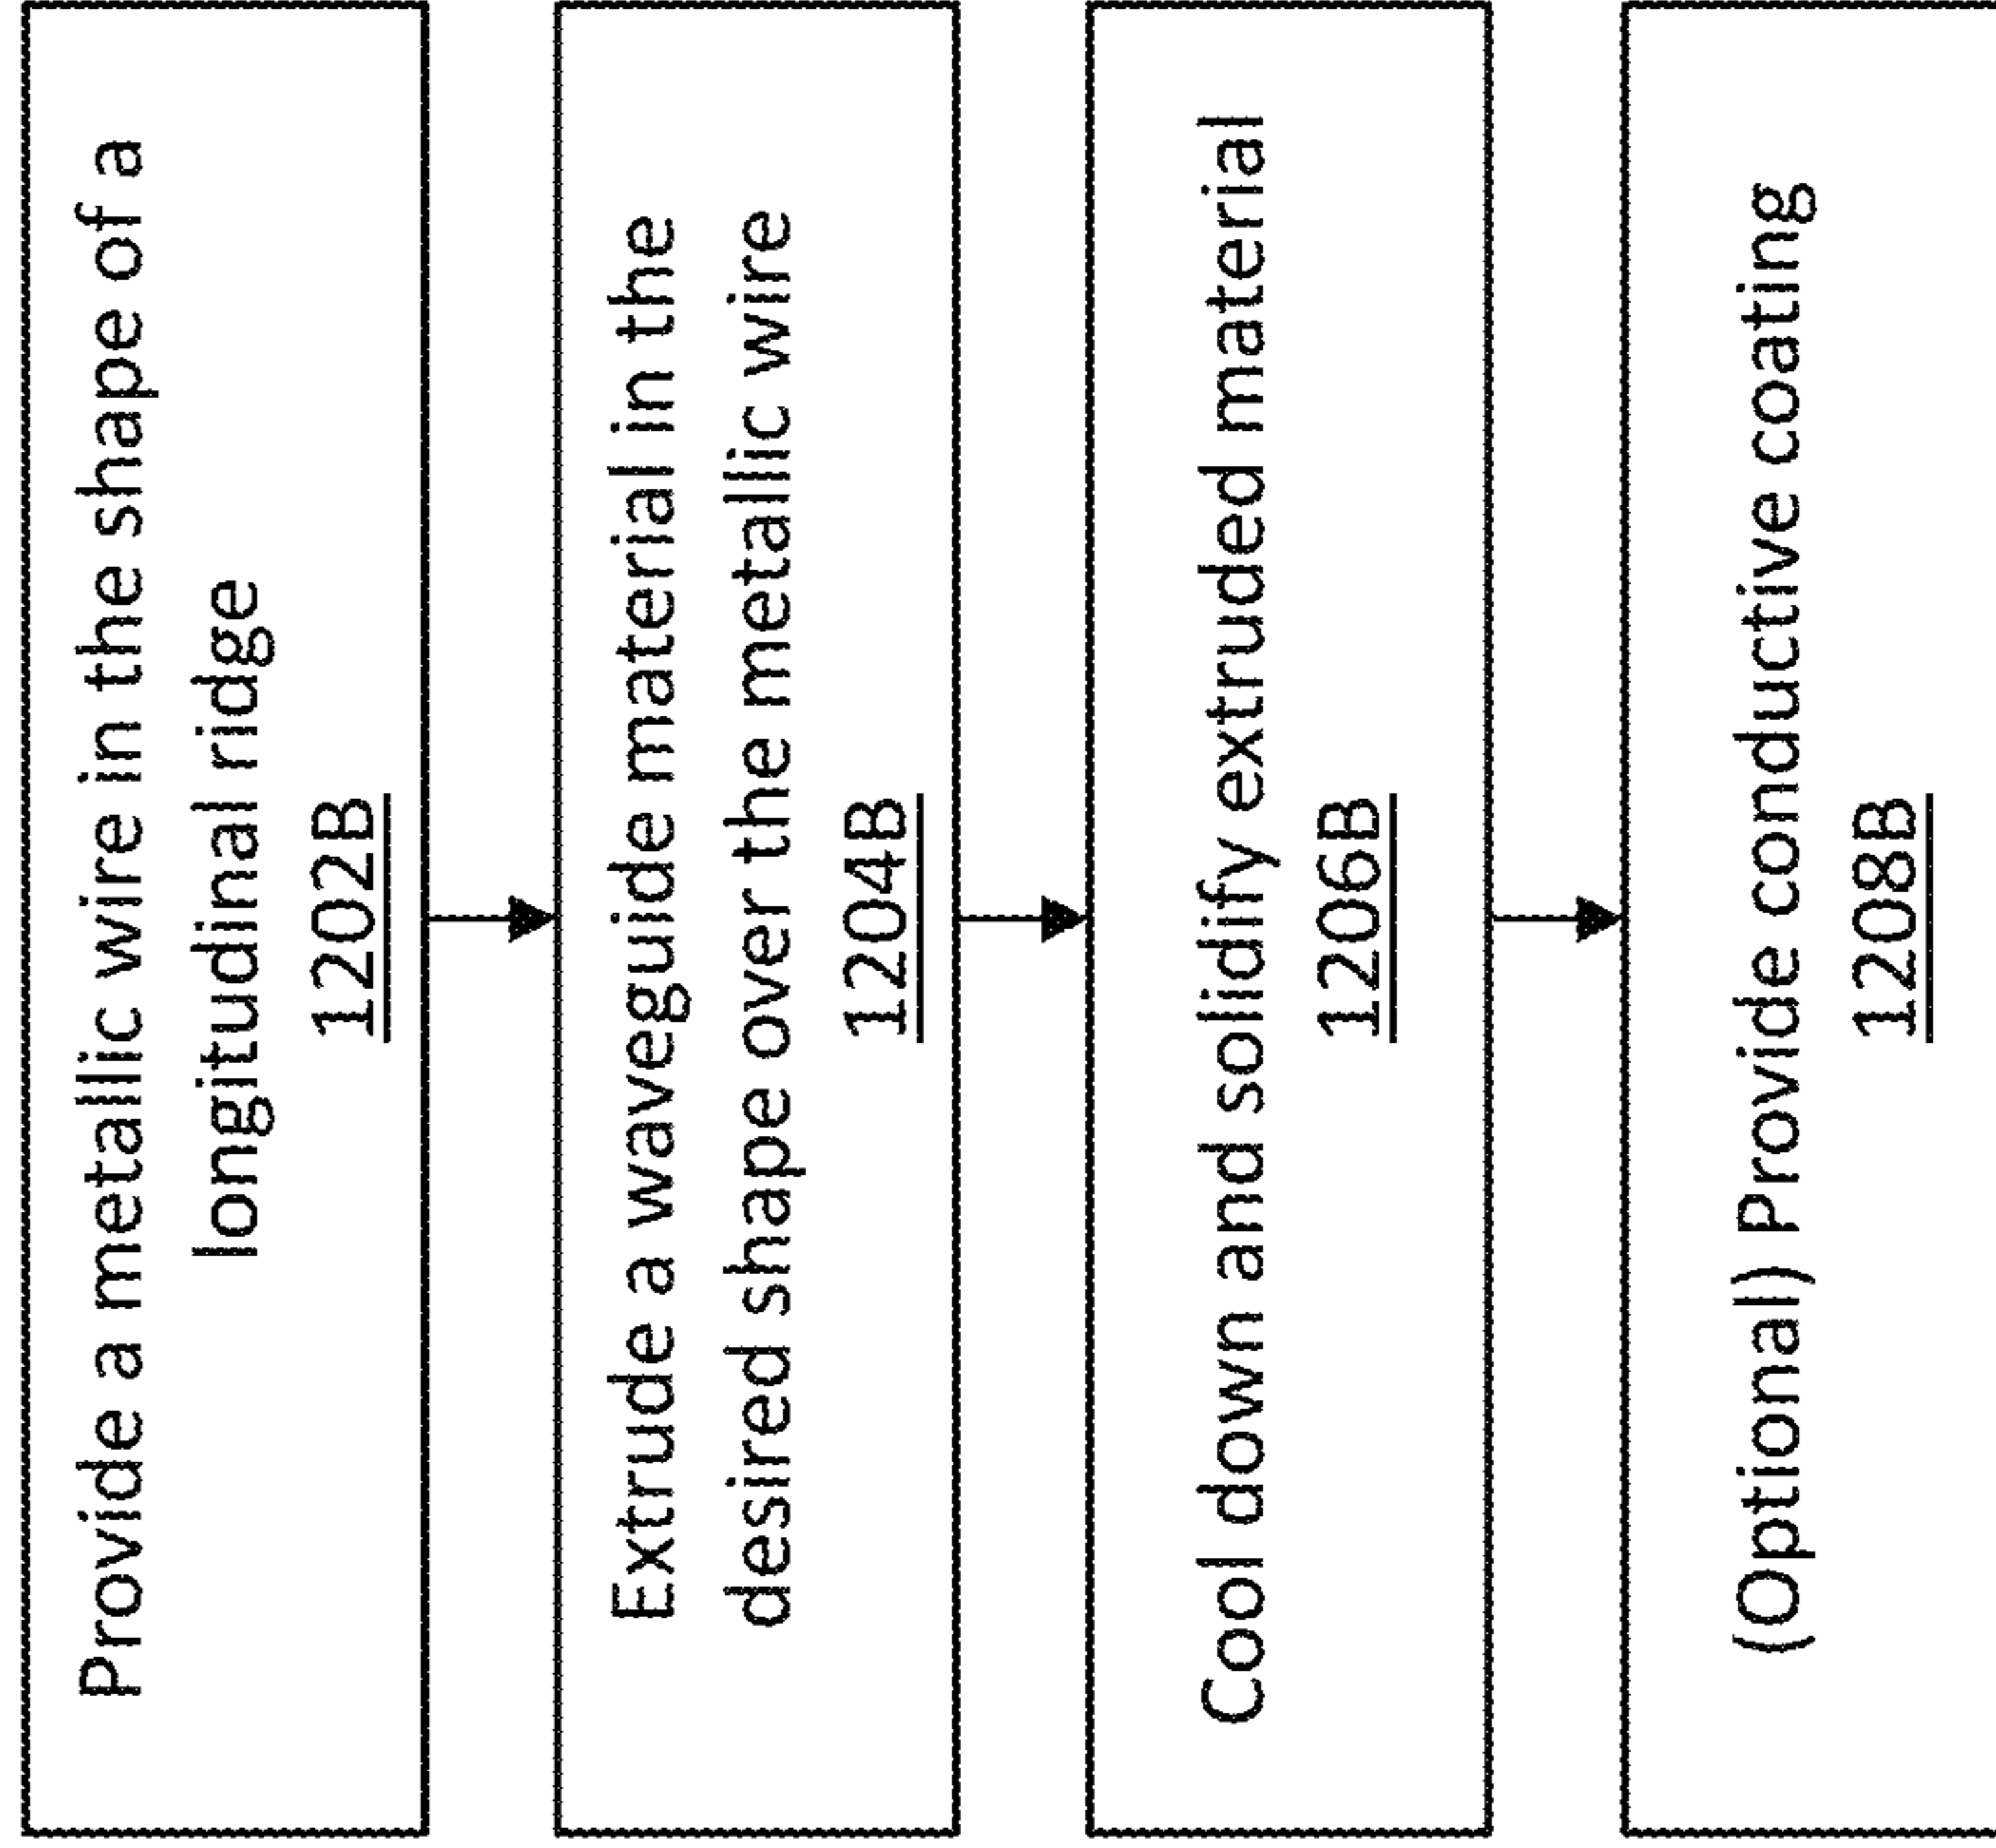 Provide a metallic wire in the shape of a
longitudinal ridge
1202B
Extrude a waveguide material in the
desired shape over the metallic wire
1204B
Cool down and solidify extruded material
1206B
(Optional) Provide conductive coating
1208B